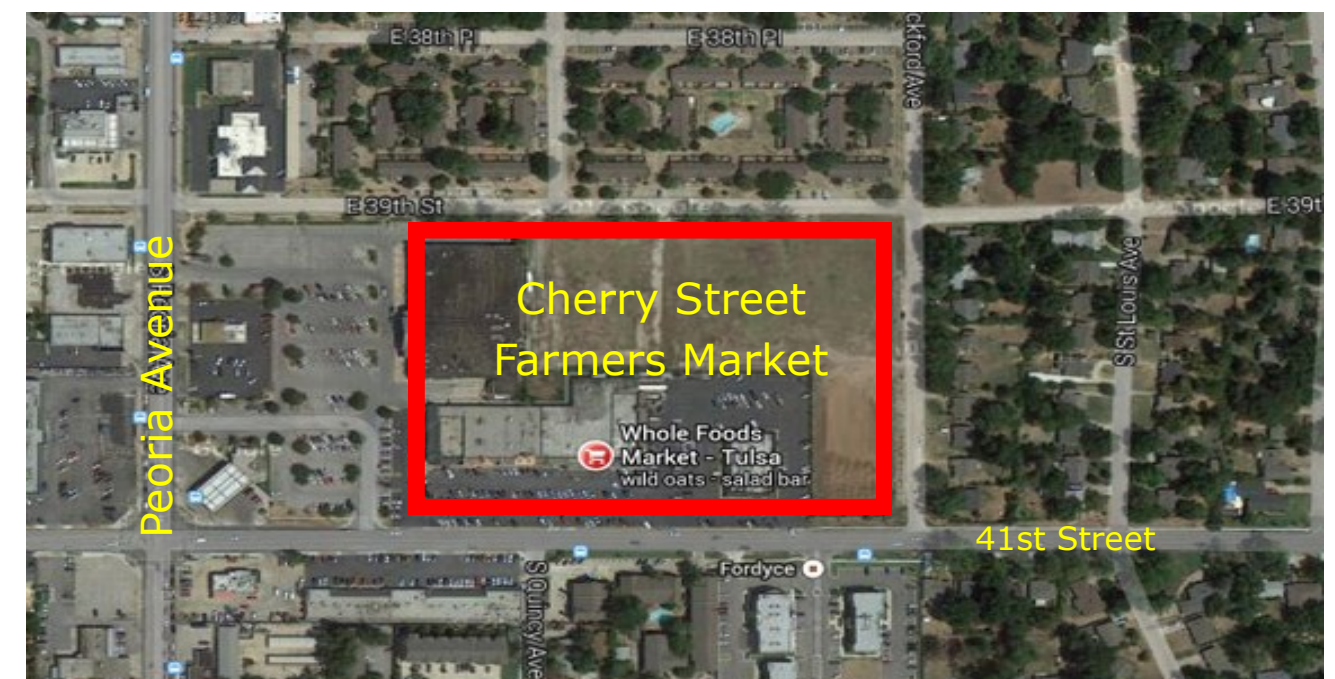 E 38th Pl
E 38th Pl
ckford Ave
E 39th St
E 39t
Peoria Avenue
Cherry Street
Farmers Market
S St Louis Ave
Whole Foods
Market - Tulsa
wild oats - salad bar
41st Street
Fordyce
S Quincy Ave